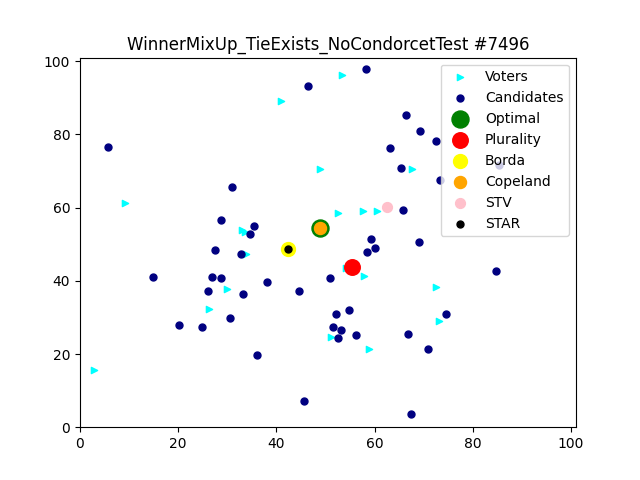 WinnerMixUp_TieExists_NoCondorcetTest #7496
100
80
60
40
20
0
0
20
40
60
80
100
Voters
Candidates
Optimal
Plurality
Borda
Copeland
STV
STAR